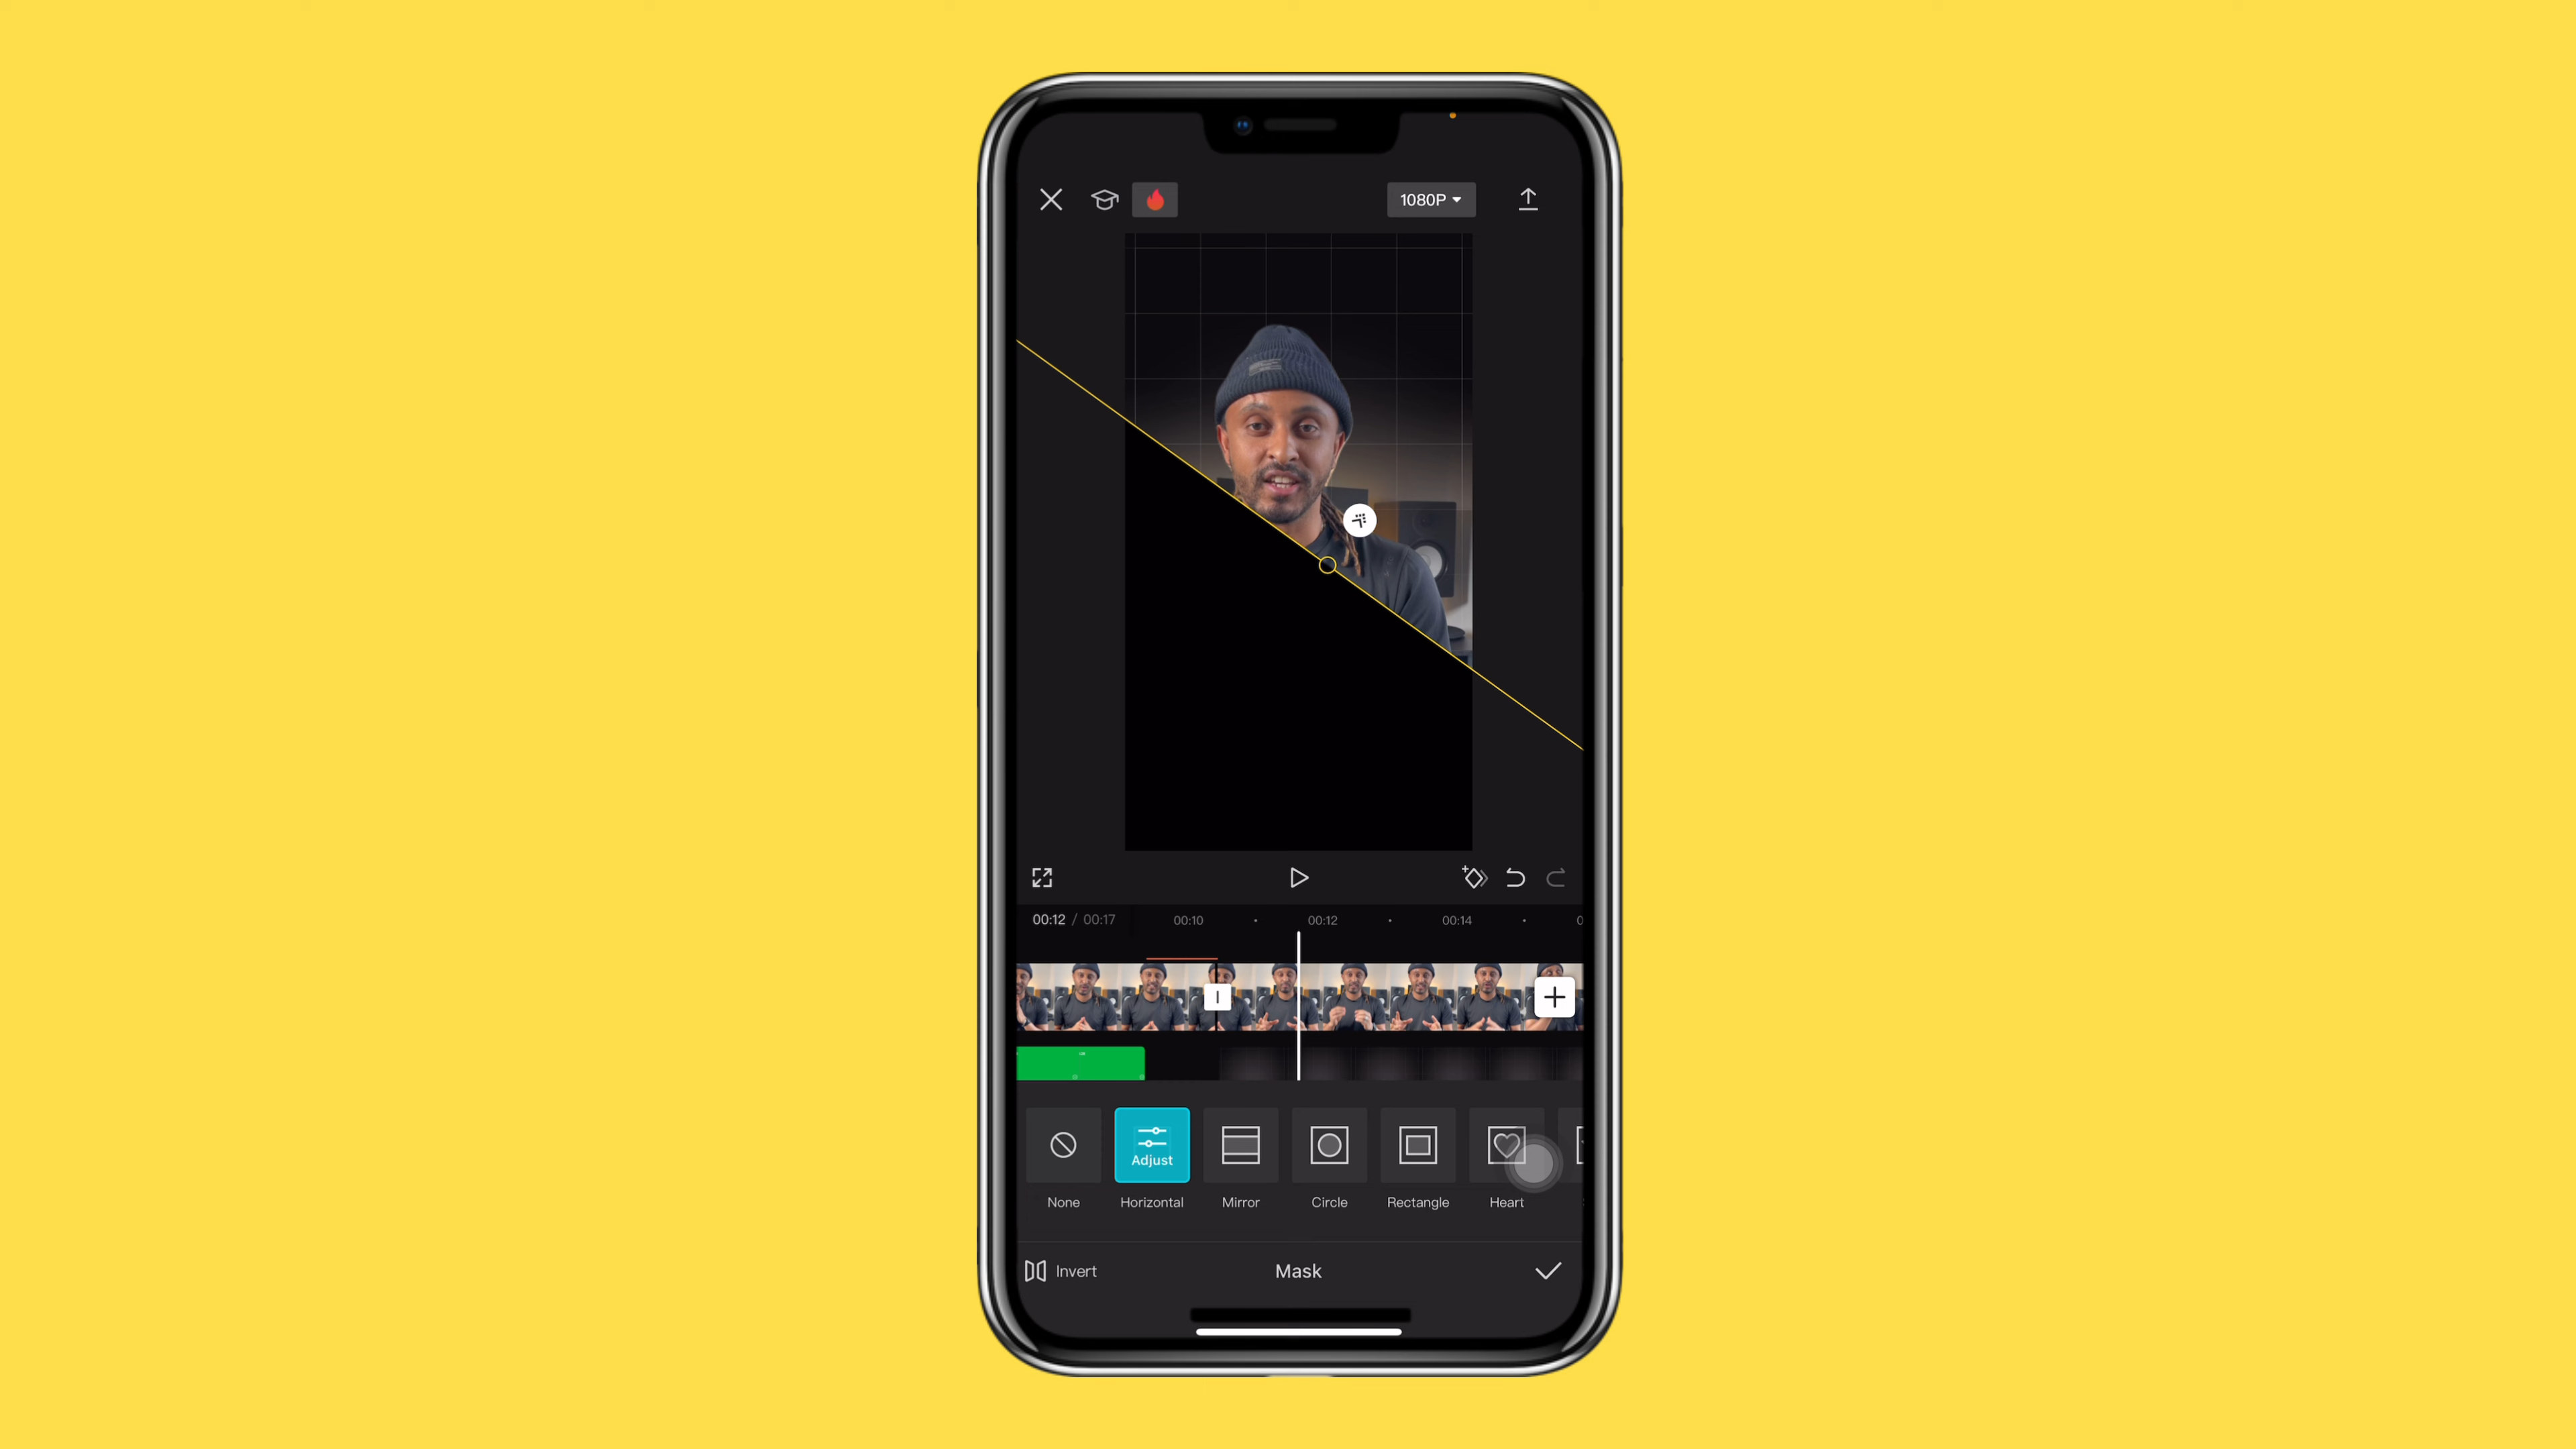 1080P
00:12 / 00:17
00:10
00:12
00:14
0
Adjust
None
Horizontal
Mirror
Circle
Rectangle
Heart
Invert
Mask